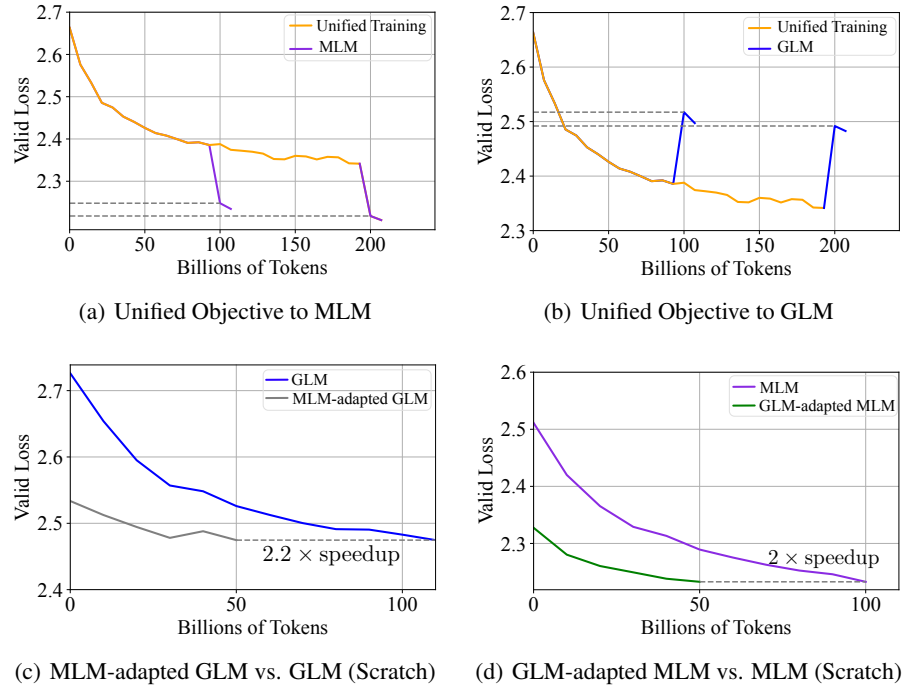 2.7
2.6
2.5
2.4
2.3
Valid Loss
Unified Training
MLM
0 50 100 150 200
Billions of Tokens
(a) Unified Objective to MLM
2.7
2.6
2.5
2.4
2.3
Valid Loss
Unified Training
GLM
0 100 200
Billions of Tokens
(b) Unified Objective to GLM
2.7
2.6
2.5
2.4
Valid Loss
GLM
MLM-adapted GLM
2.2 × speedup
0 50 100
Billions of Tokens
(c) MLM-adapted GLM vs. GLM (Scratch)
2.6
2.5
2.4
2.3
Valid Loss
MLM
GLM-adapted MLM
2 × speedup
0 50 100
Billions of Tokens
(d) GLM-adapted MLM vs. MLM (Scratch)